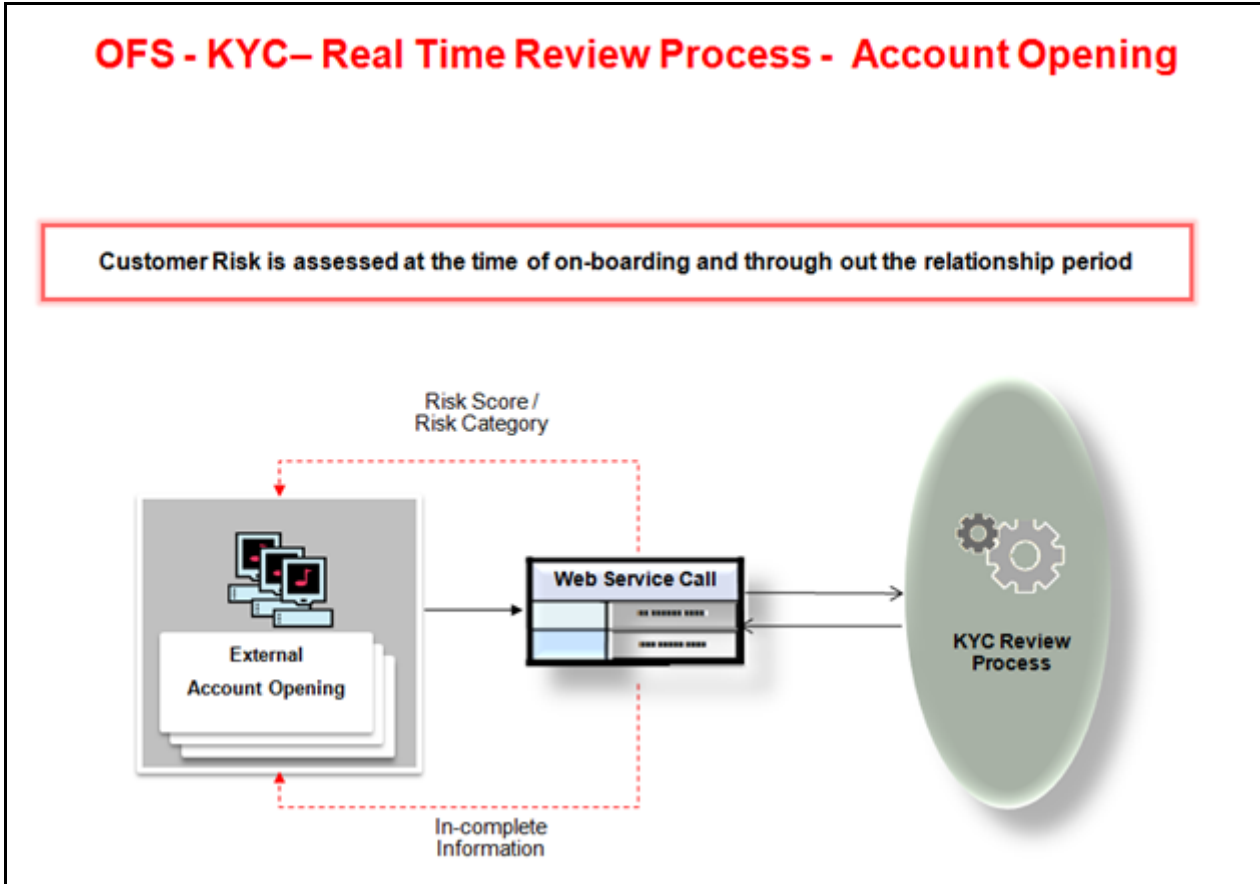 OFS - KYC– Real Time Review Process - Account Opening
Customer Risk is assessed at the time of on-boarding and through out the relationship period
Risk Score /
Risk Category
Web Service Call
External
Account Opening
KYC Review
Process
In-complete
Information